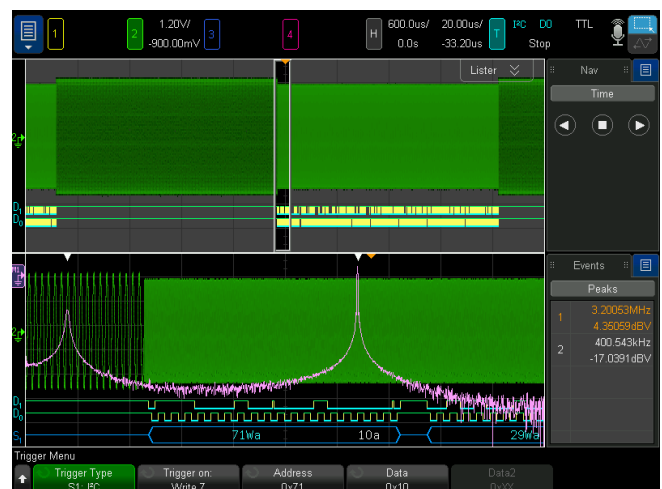 1
2
1.20V/
-900.00mV
3
4
H
600.0us/
0.0s
20.00us/
-33.20us
T
I²C D0
Stop
TTL
Lister
Nav
Time
2
D1
D0
Events
Peaks
1
3.20053MHz
4.35059dBV
2
400.543kHz
-17.0391dBV
2
D1
D0
S1
71Wa
10a
29Wa
Trigger Menu
Trigger Type
S1: I²C
Trigger on:
Write 7
Address
0x71
Data
0x10
Data2
0xXX